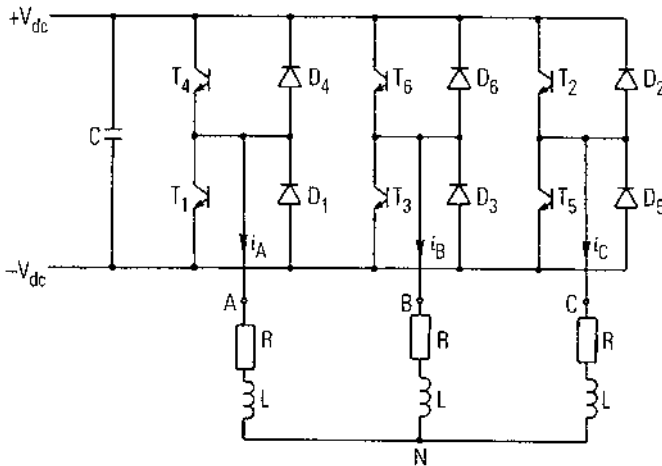 +V_dc
T_4 D_4 T_6 D_6 T_2 D_2
C
T_1 D_1 T_3 D_3 T_5 D_5
i_A i_B i_C
-V_dc
A B C
R R R
L L L
N